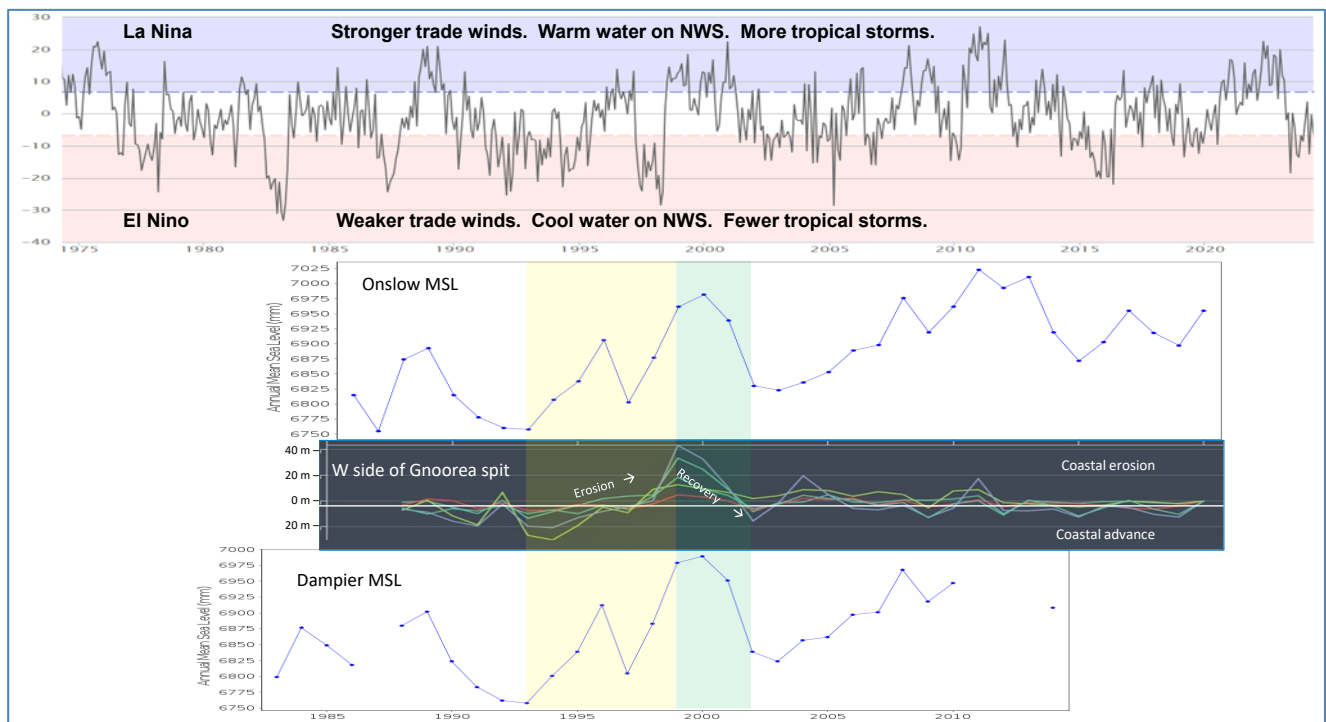 30
La Nina
Stronger trade winds. Warm water on NWS. More tropical storms.
20
10
0
−10
−20
El Nino
Weaker trade winds. Cool water on NWS. Fewer tropical storms.
−30
−40
1975
1980
1985
1990
1995
2000
2005
2010
2015
2020
Onslow MSL
Annual Mean Sea Level (mm)
7025
7000
6975
6950
6925
6900
6875
6850
6825
6800
6775
6750
40 m
20 m
0 m
20 m
W side of Gnoorea spit
Erosion
Recovery
Coastal erosion
Coastal advance
Dampier MSL
Annual Mean Sea Level (mm)
7000
6975
6950
6925
6900
6875
6850
6825
6800
6775
6750
1985
1990
1995
2000
2005
2010